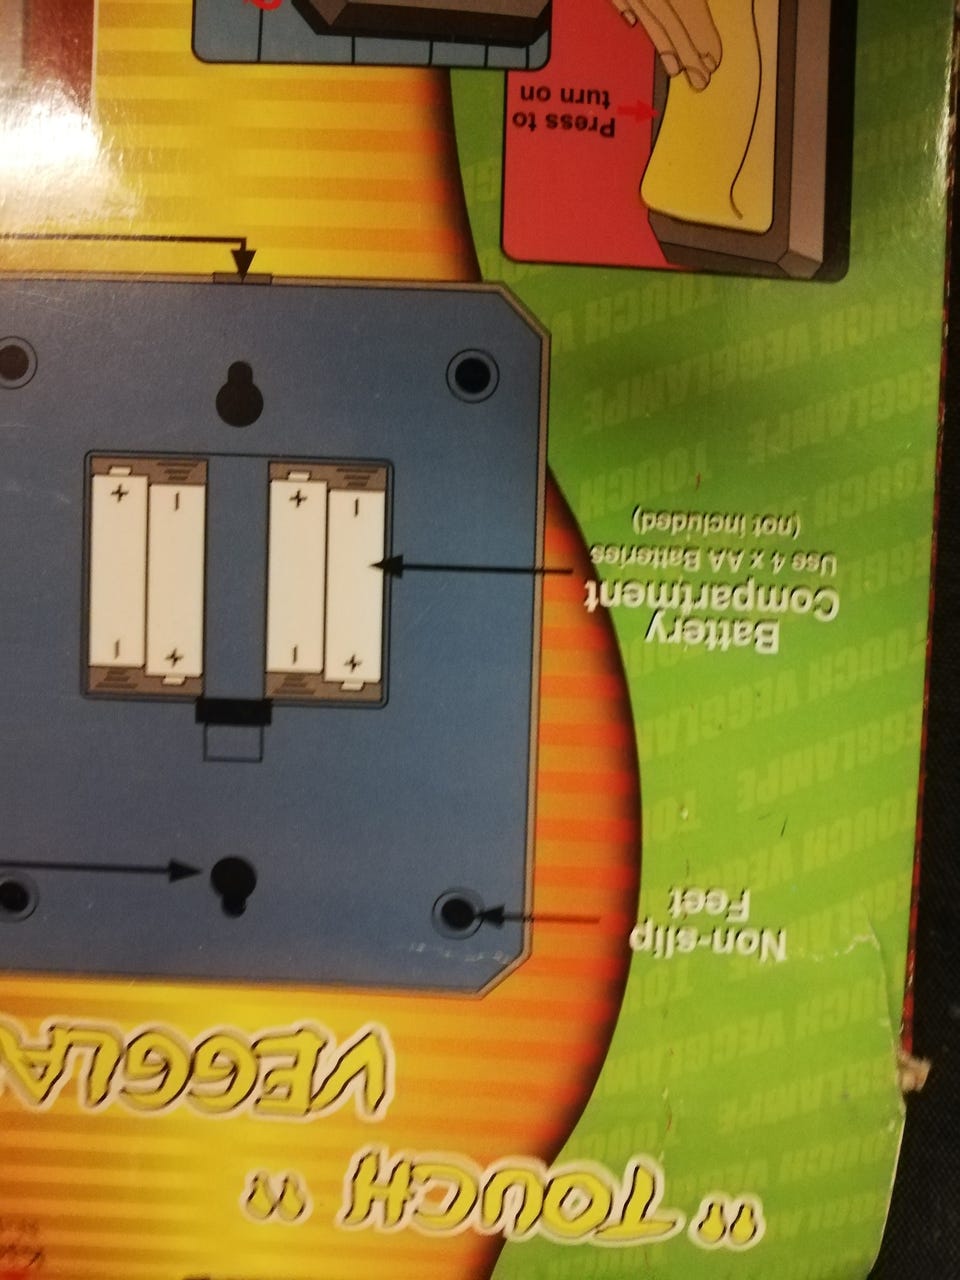 "TOUCH"
VEGGLA
Non-slip
Feet
Battery
Compartment
Use 4 x AA Batteries
(not included)
Press to
turn on